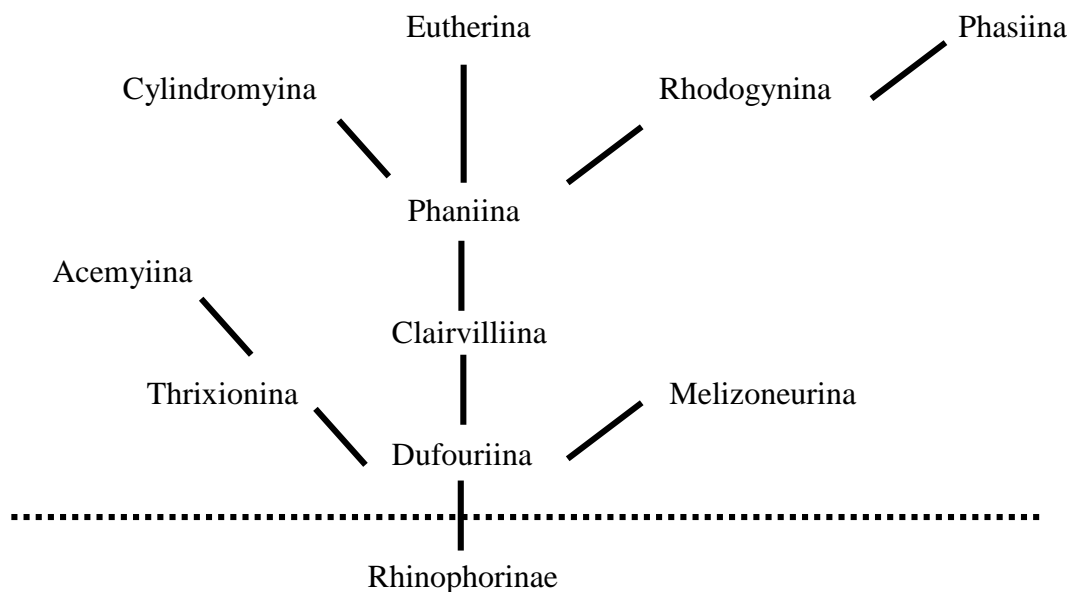 Eutherina
Phasiina
Cylindromyina
Rhodogynina
Phaniina
Acemyiina
Clairvilliina
Thrixionina
Melizoneurina
Dufouriina
Rhinophorinae